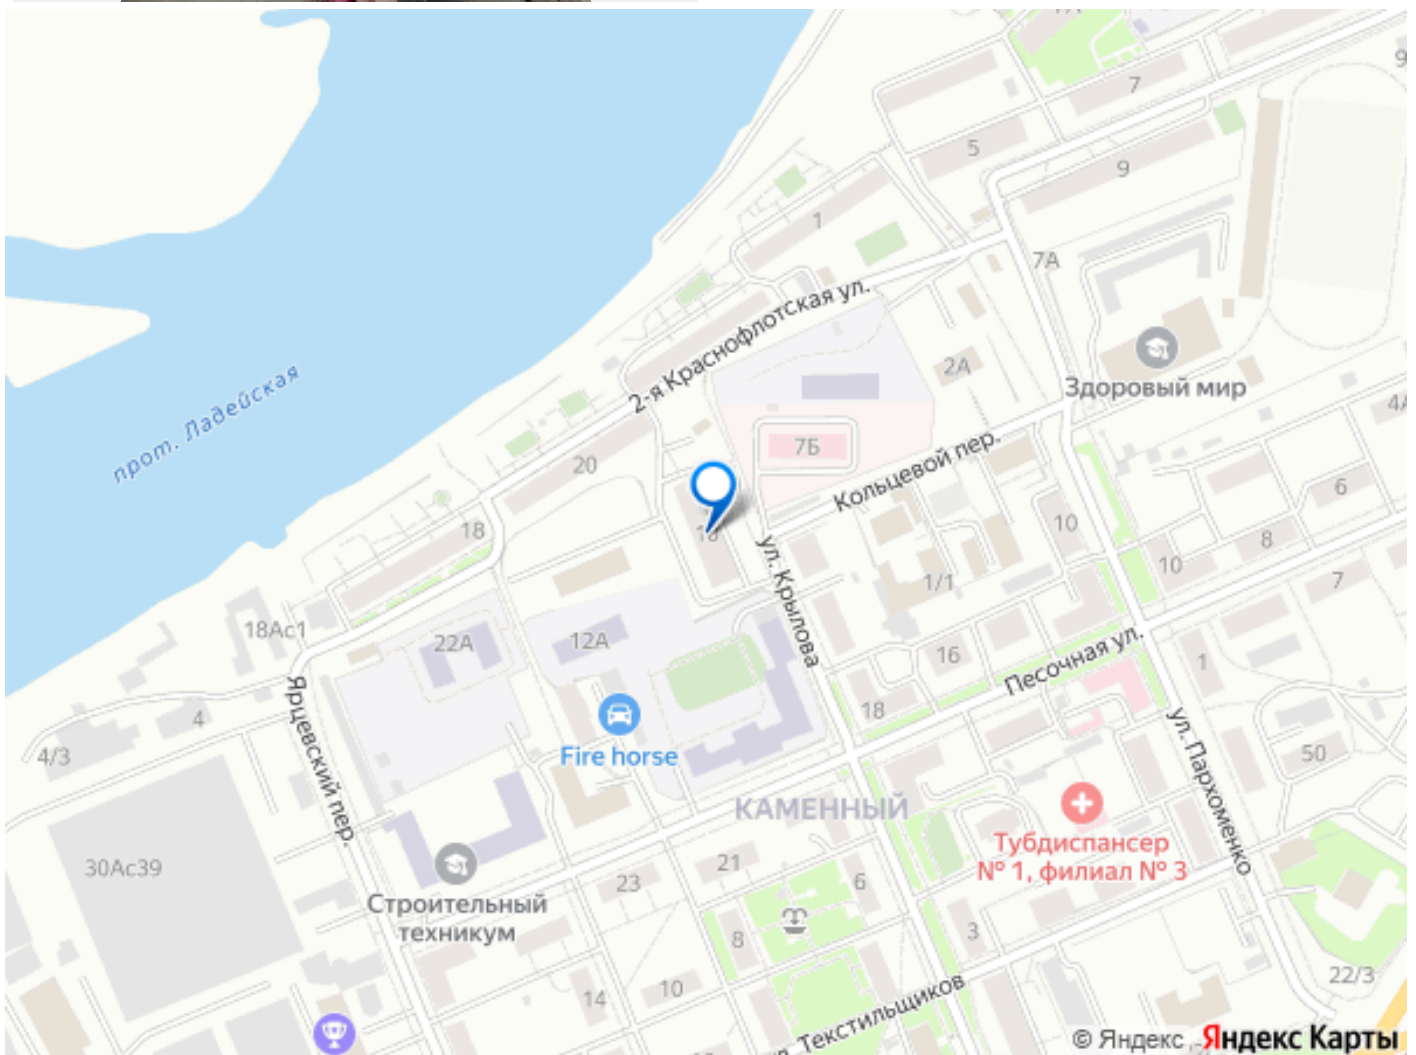 7
9
5
1
9
7А
2-я Краснофлотская ул.
2А
Здоровый мир
4А
прот. Ладейская
7Б
Кольцевой пер.
20
6
18
10
8
ул. Крылова
1/1
10
7
18Ас1
22А
12А
16
Песочная ул.
1
18
4
Ярцевский пер.
4/3
Fire horse
ул. Пархоменко
50
КАМЕННЫЙ
Тубдиспансер
№ 1, филиал № 3
30Ас39
21
23
6
Строительный
техникум
8
3
10
14
22/3
Текстильщиков
© Яндекс
Яндекс Карты